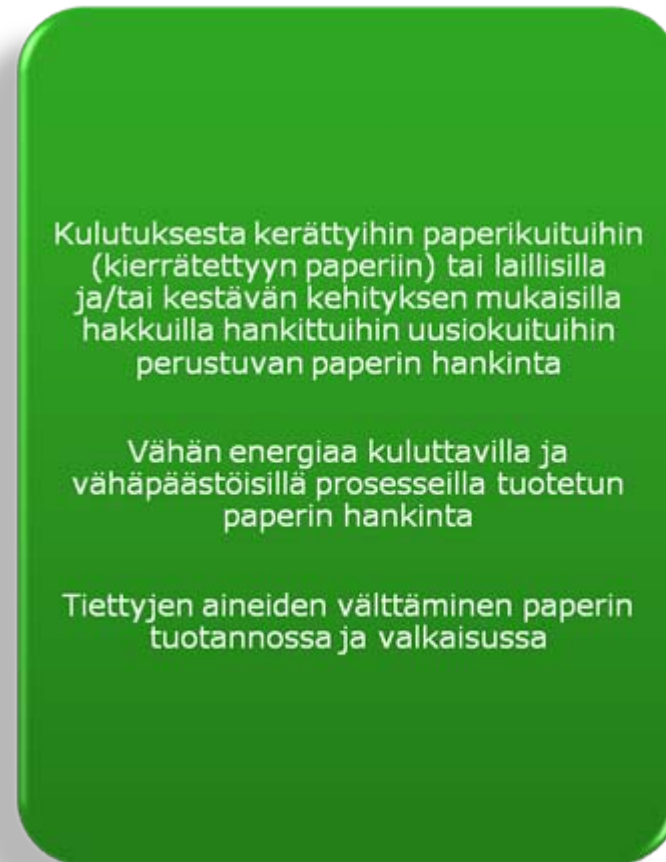 Kulutuksesta kerättyihin paperikuituihin
(kierrätettyyn paperiin) tai laillisilla
ja/tai kestävän kehityksen mukaisilla
hakkuilla hankittuihin uusiokuituihin
perustuvan paperin hankinta
Vähän energiaa kuluttavilla ja
vähäpäästöisillä prosesseilla tuotetun
paperin hankinta
Tiettyjen aineiden välttäminen paperin
tuotannossa ja valkaisussa